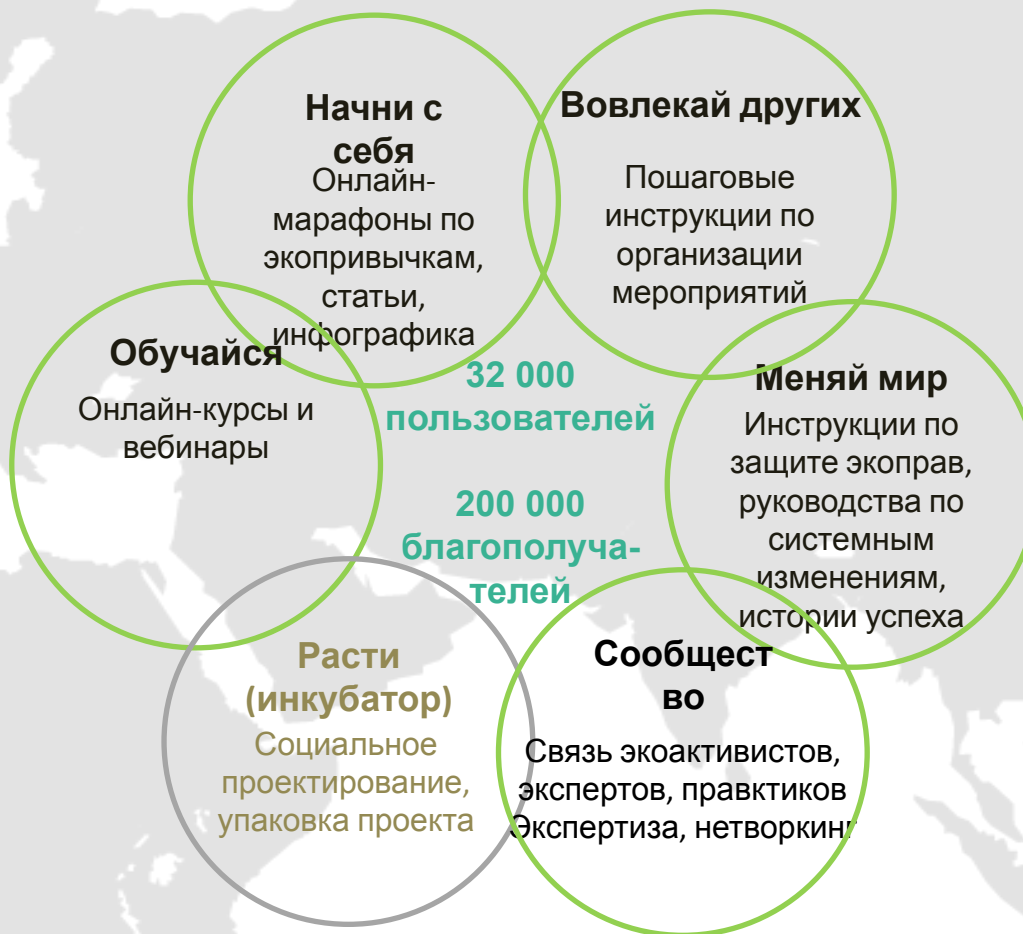 Начни с
себя
Онлайн-
марафоны по
экопривычкам,
статьи,
инфографика
Вовлекай других
Пошаговые
инструкции по
организации
мероприятий
Обучайся
Онлайн-курсы и
вебинары
32 000
пользователей
200 000
благополуча-
телей
Меняй мир
Инструкции по
защите экоправ,
руководства по
системным
изменениям,
истории успеха
Расти
(инкубатор)
Социальное
проектирование,
упаковка проекта
Сообщест
во
Связь экоактивистов,
экспертов, правктиков
Экспертиза, нетворкинг